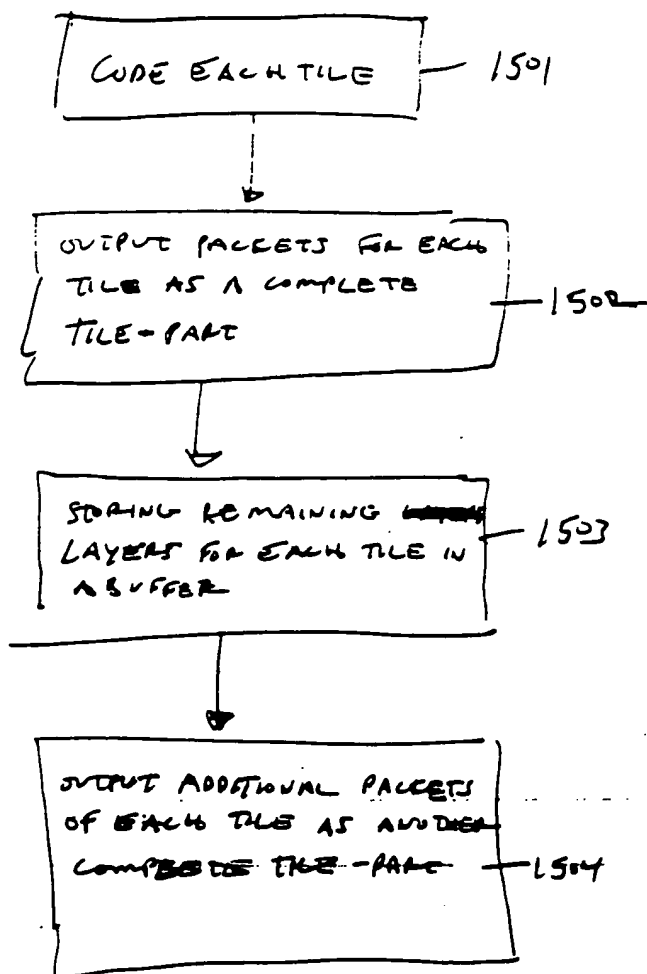 CODE EACH TILE
1501
OUTPUT PACKETS FOR EACH
TILE AS A COMPLETE
TILE-PART
1502
STORING REMAINING
LAYERS FOR EACH TILE IN
A BUFFER
1503
OUTPUT ADDITIONAL PACKETS
OF EACH TILE AS ANOTHER
COMPLETE TILE-PART
1504